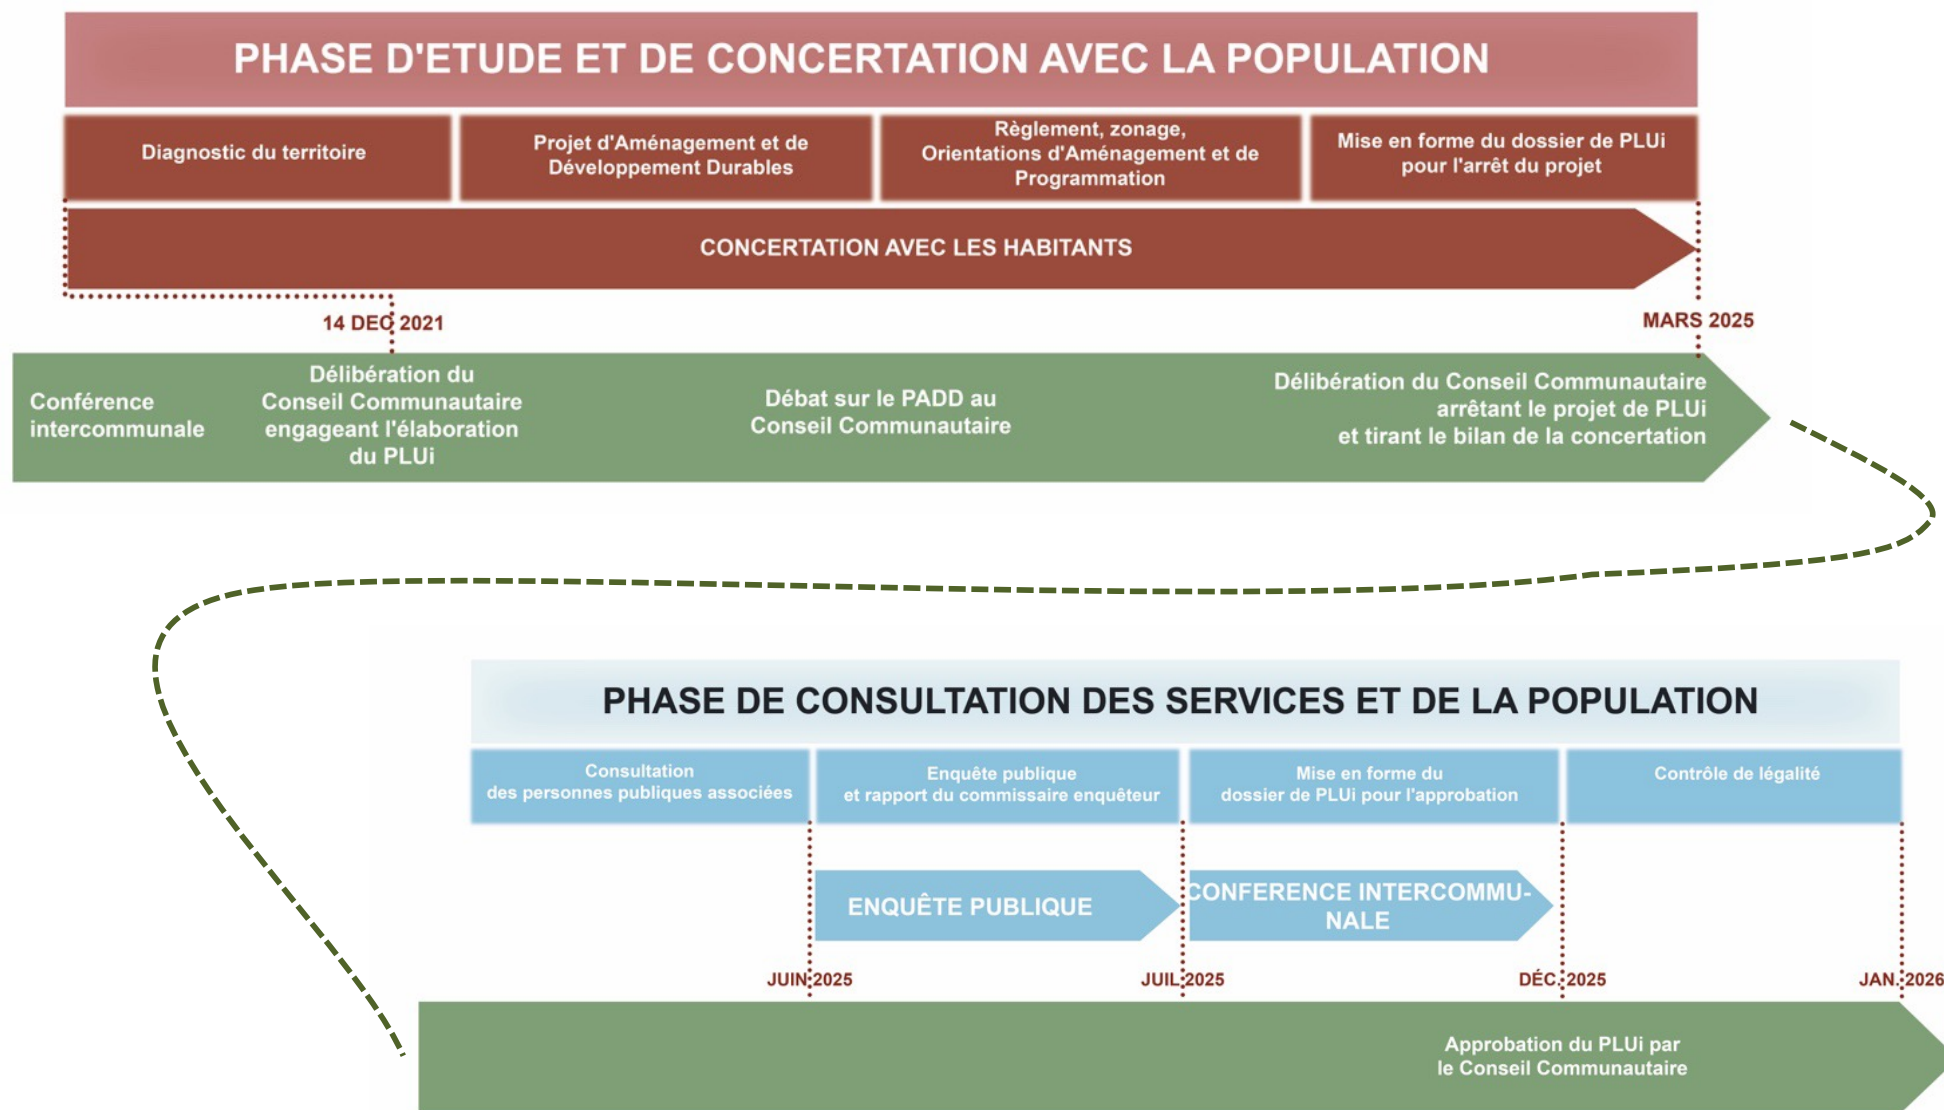 PHASE D'ETUDE ET DE CONCERTATION AVEC LA POPULATION
Diagnostic du territoire
Projet d'Aménagement et de
Développement Durables
Règlement, zonage,
Orientations d'Aménagement et de
Programmation
Mise en forme du dossier de PLUi
pour l'arrêt du projet
CONCERTATION AVEC LES HABITANTS
14 DEC 2021
MARS 2025
Conférence
intercommunale
Délibération du
Conseil Communautaire
engageant l'élaboration
du PLUi
Débat sur le PADD au
Conseil Communautaire
Délibération du Conseil Communautaire
arrêtant le projet de PLUi
et tirant le bilan de la concertation
PHASE DE CONSULTATION DES SERVICES ET DE LA POPULATION
Consultation
des personnes publiques associées
Enquête publique
et rapport du commissaire enquêteur
Mise en forme du
dossier de PLUi pour l'approbation
Contrôle de légalité
ENQUÊTE PUBLIQUE
CONFERENCE INTERCOMMU-
NALE
JUIN 2025
JUIL 2025
DÉC. 2025
JAN. 2026
Approbation du PLUi par
le Conseil Communautaire